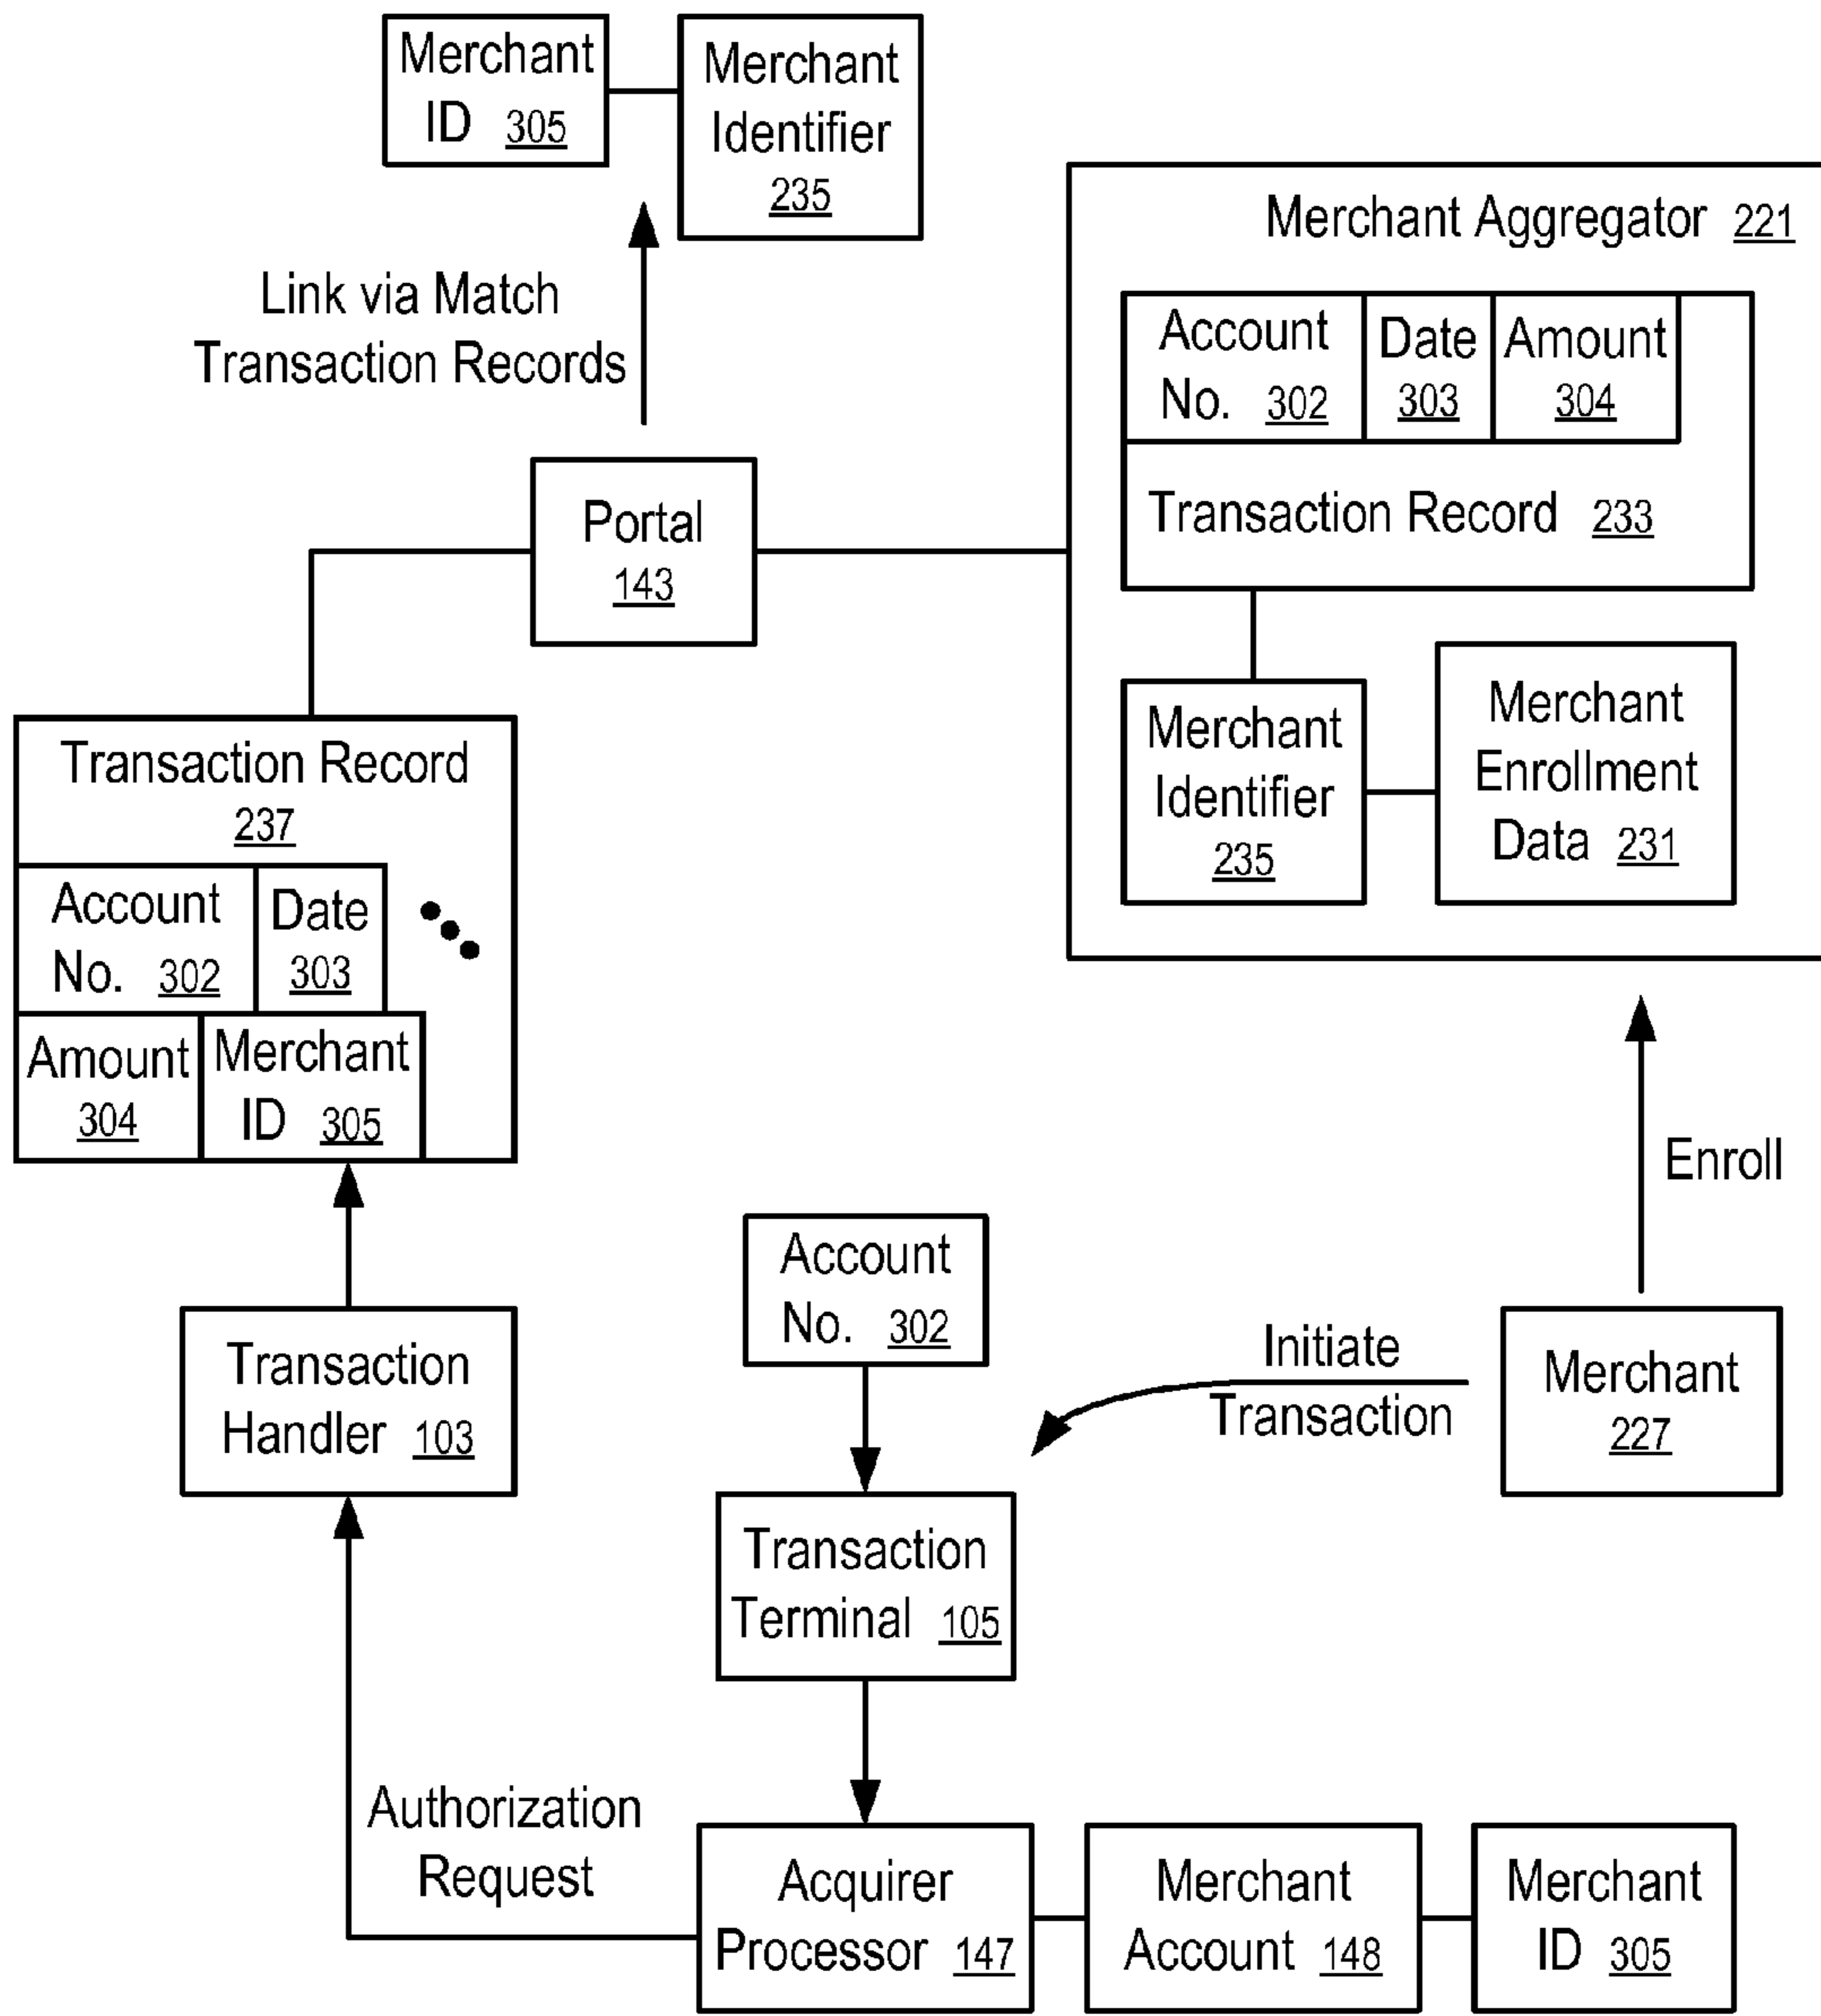 Merchant
ID 305
Merchant
Identifier
235
Link via Match
Transaction Records
Merchant Aggregator 221
Account
No. 302
Date
303
Amount
304
Transaction Record 233
Portal
143
Merchant
Identifier
235
Merchant
Enrollment
Data 231
Transaction Record
237
Account
No. 302
Date
303
Amount
304
Merchant
ID 305
Enroll
Account
No. 302
Transaction
Handler 103
Initiate
Transaction
Merchant
227
Transaction
Terminal 105
Authorization
Request
Acquirer
Processor 147
Merchant
Account 148
Merchant
ID 305